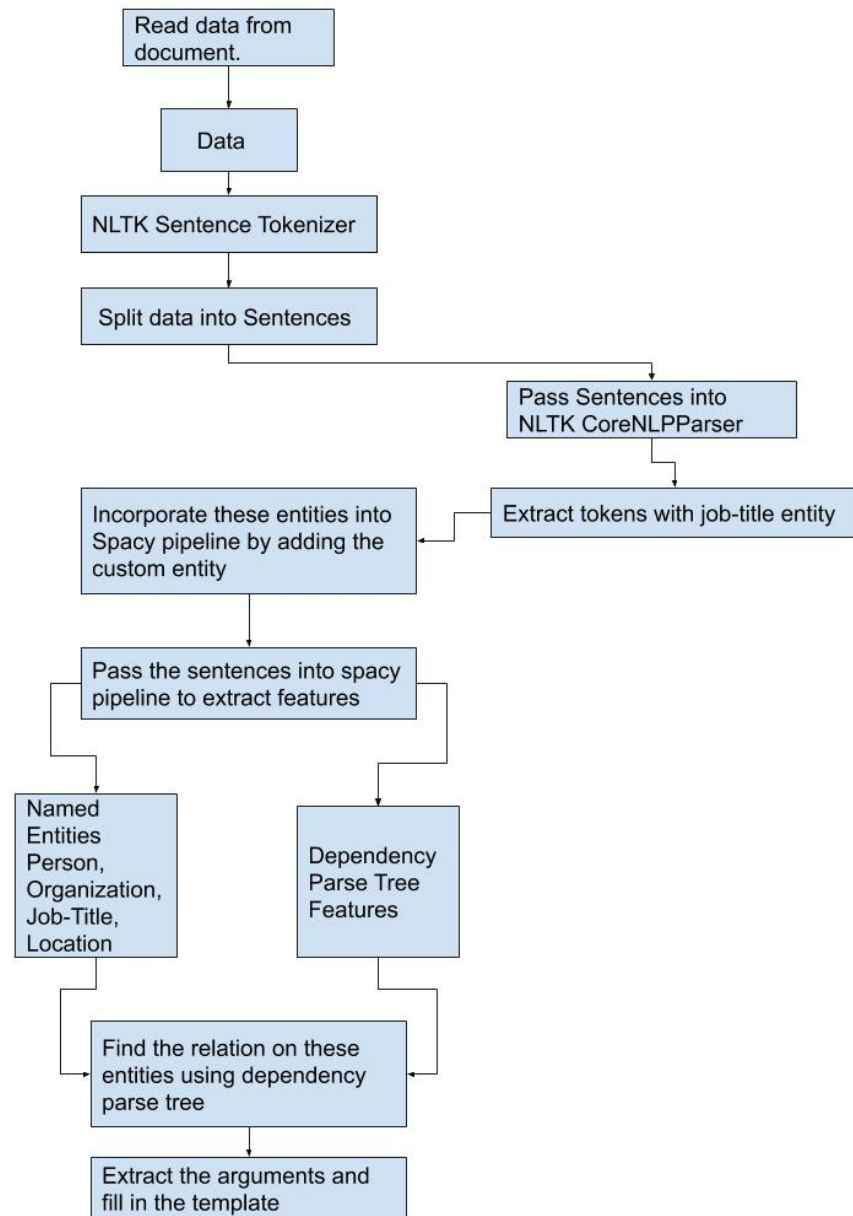 Read data from
document.
Data
NLTK Sentence Tokenizer
Split data into Sentences
Pass Sentences into
NLTK CoreNLPParser
Extract tokens with job-title entity
Incorporate these entities into
Spacy pipeline by adding the
custom entity
Pass the sentences into spacy
pipeline to extract features
Named
Entities
Person,
Organization,
Job-Title,
Location
Dependency
Parse Tree
Features
Find the relation on these
entities using dependency
parse tree
Extract the arguments and
fill in the template